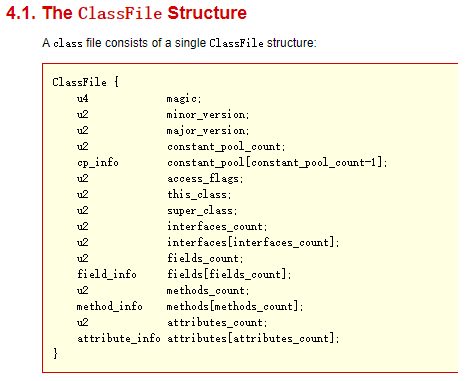 4.1. The ClassFile Structure
A class file consists of a single ClassFile structure:
ClassFile {
    u4             magic;
    u2             minor_version;
    u2             major_version;
    u2             constant_pool_count;
    cp_info        constant_pool[constant_pool_count-1];
    u2             access_flags;
    u2             this_class;
    u2             super_class;
    u2             interfaces_count;
    u2             interfaces[interfaces_count];
    u2             fields_count;
    field_info     fields[fields_count];
    u2             methods_count;
    method_info    methods[methods_count];
    u2             attributes_count;
    attribute_info attributes[attributes_count];
}